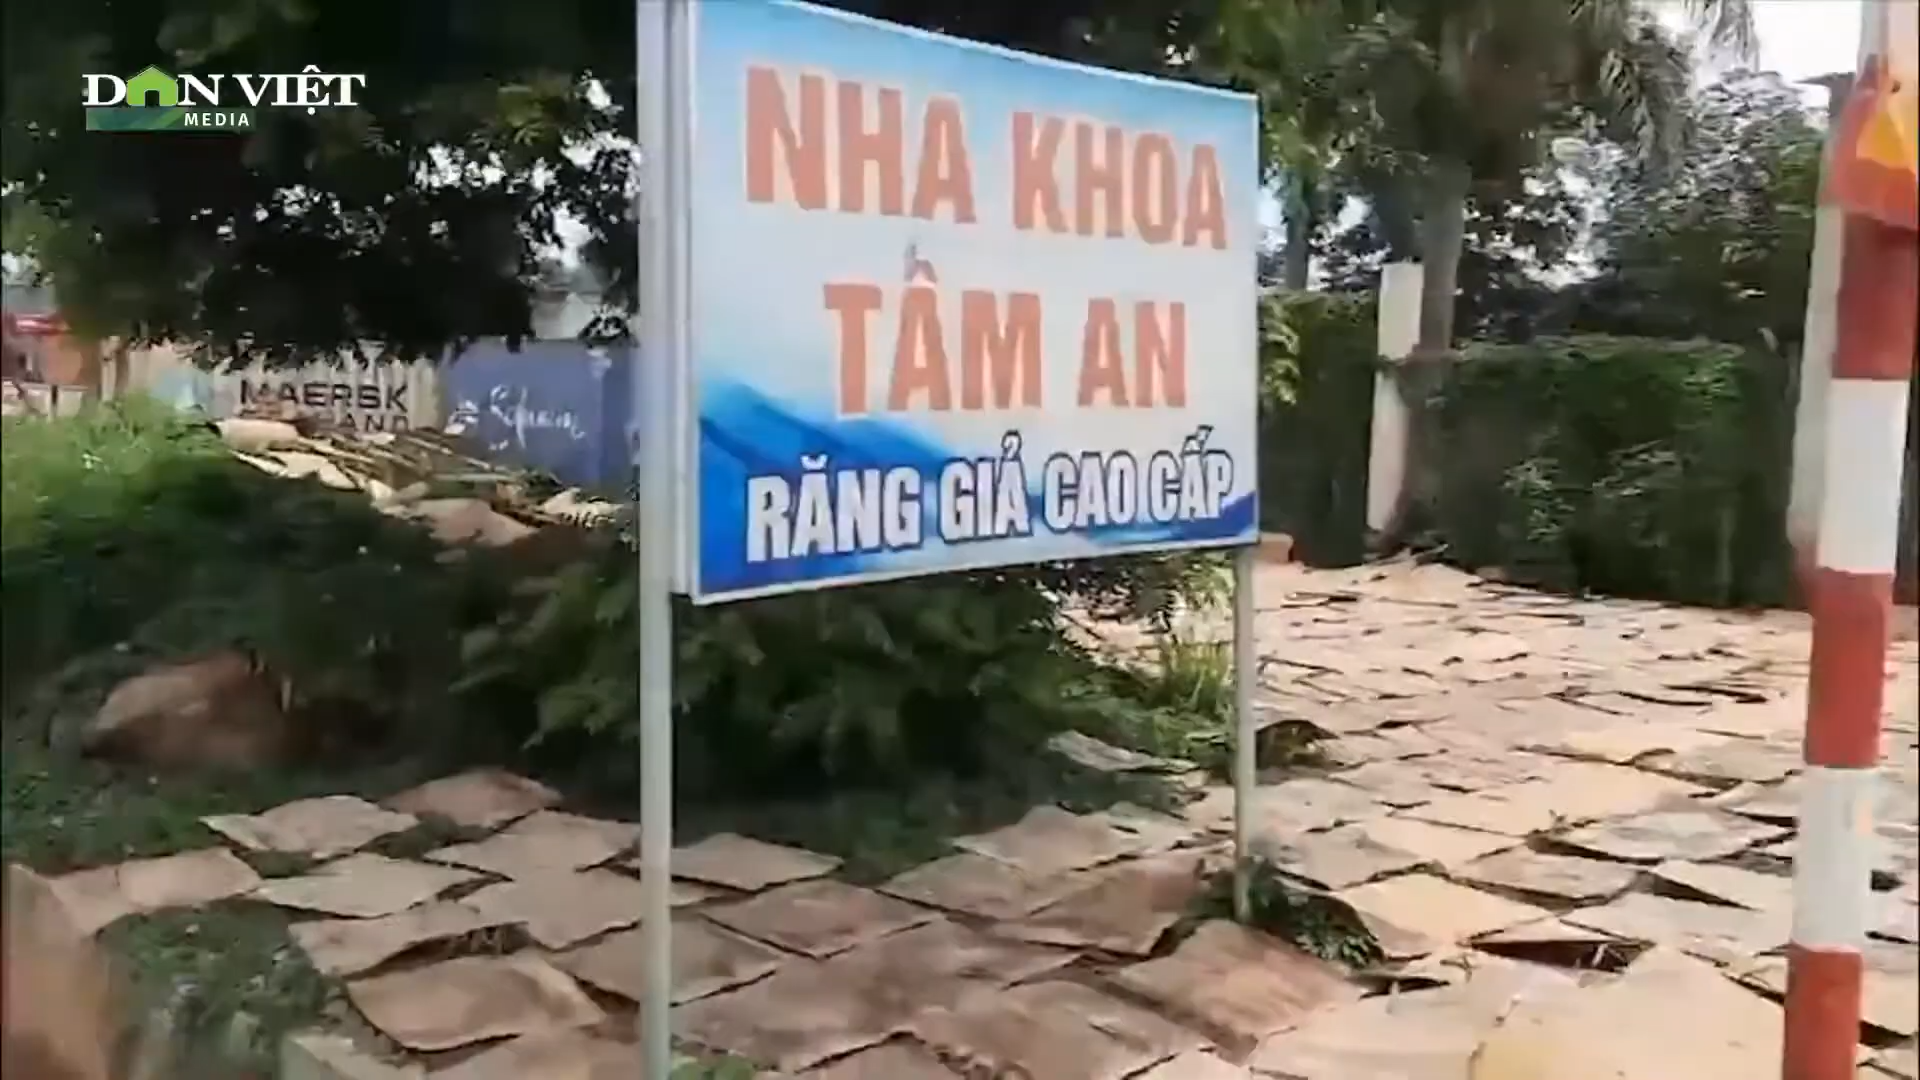 DÂN VIỆT
MEDIA
NHA KHOA
TÂM AN
RĂNG GIẢ CAO CẤP
MAERSK